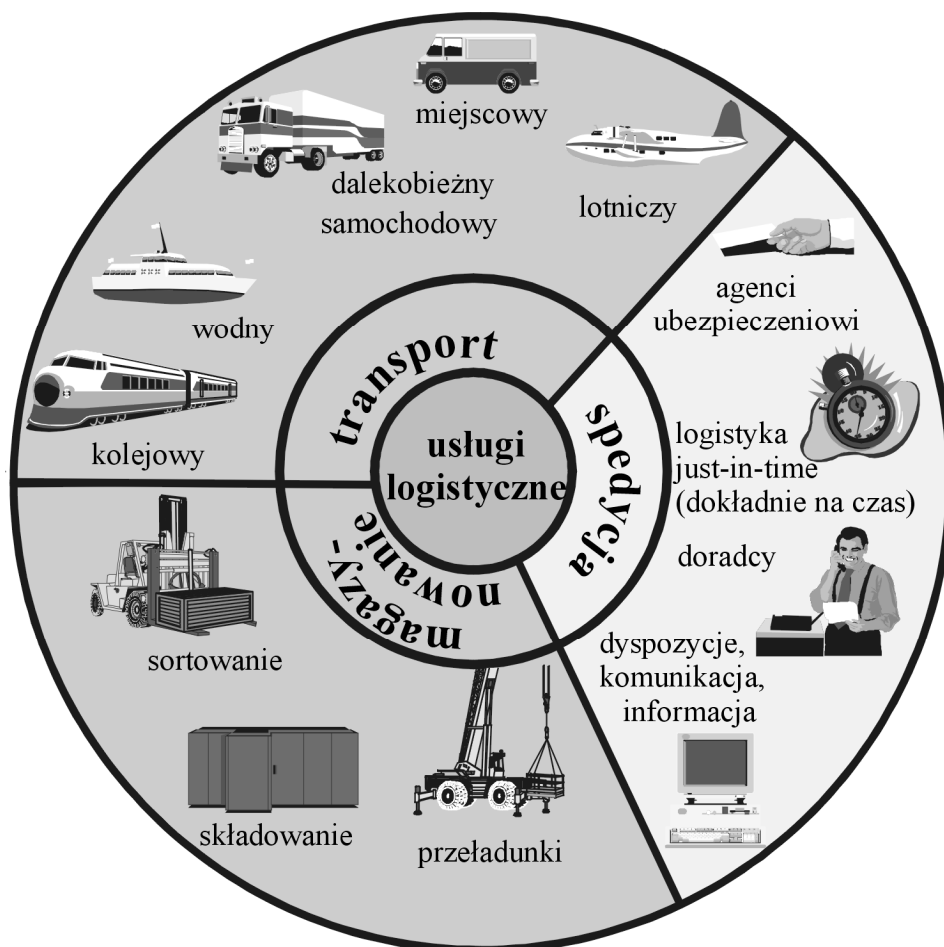 miejscowy
dalekobieżny
samochodowy
lotniczy
wodny
kolejowy
transport
usługi
logistyczne
spedycja
agenci
ubezpieczeniowi
logistyka
just-in-time
(dokładnie na czas)
doradcy
dyspozycje,
komunikacja,
informacja
magazy-
nowanie
sortowanie
składowanie
przeładunki